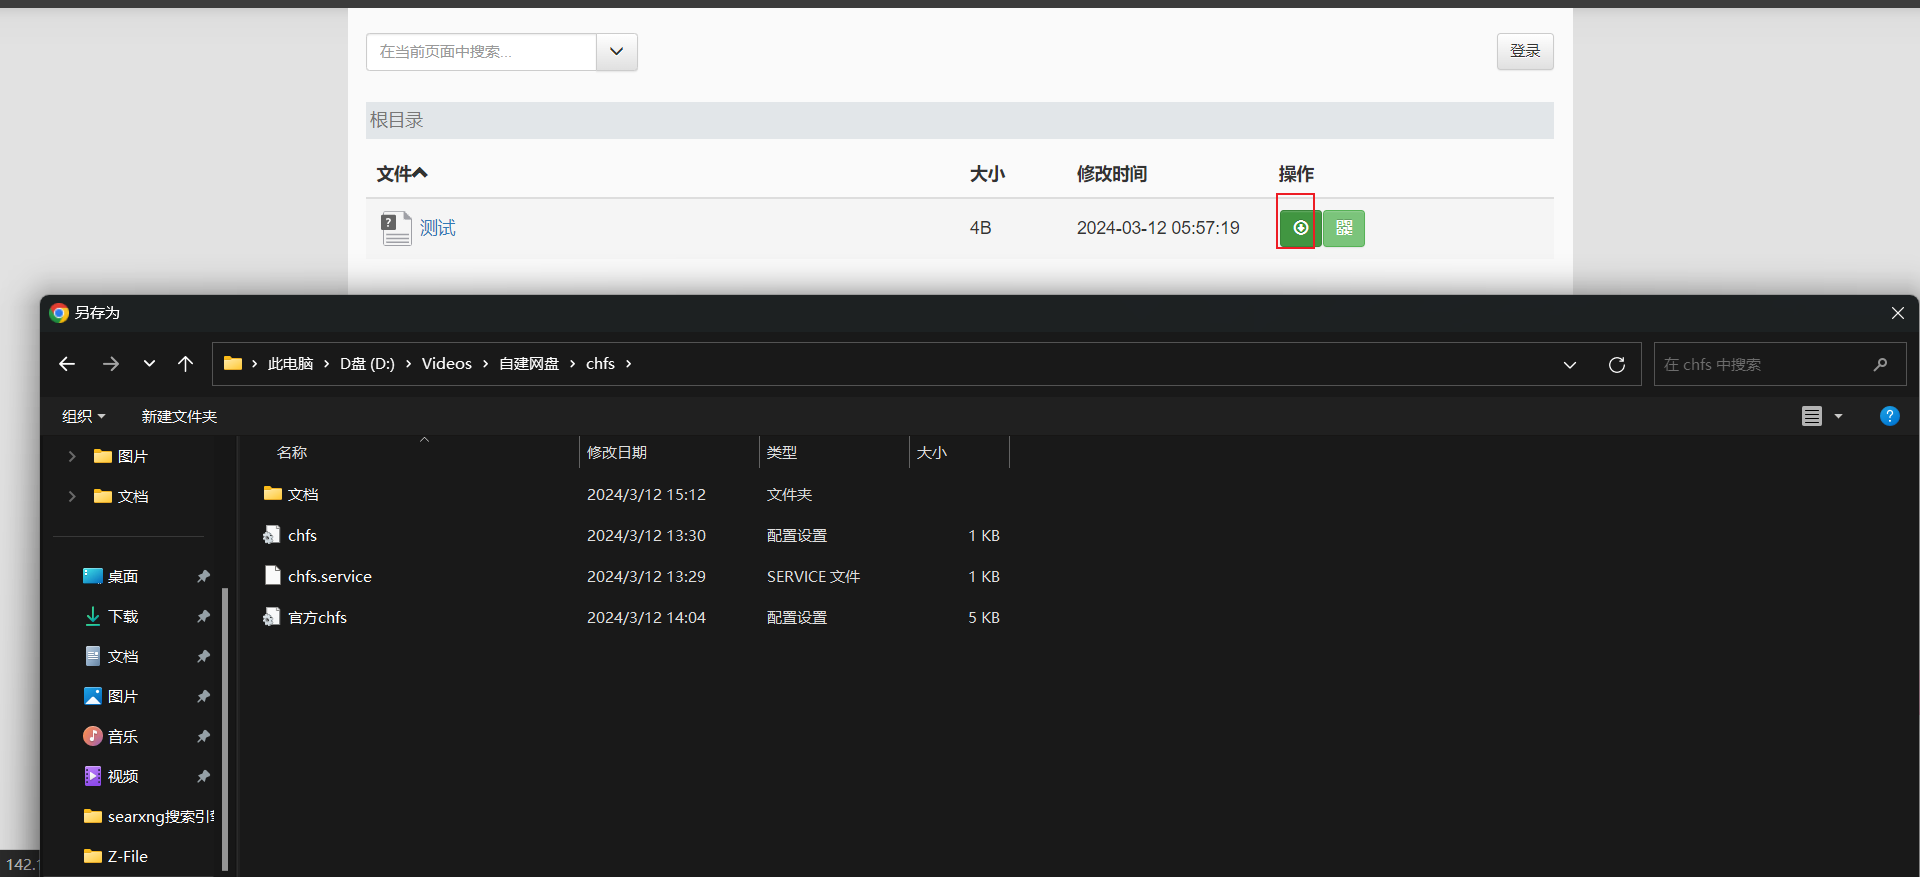 在当前页面中搜索...
登录
根目录
文件 大小 修改时间 操作
测试 4B 2024-03-12 05:57:19
另存为
此电脑 › D盘 (D:) › Videos › 自建网盘 › chfs ›
在 chfs 中搜索
组织 新建文件夹
图片
文档
桌面
下载
文档
图片
音乐
视频
searxng搜索引
Z-File
名称 修改日期 类型 大小
文档 2024/3/12 15:12 文件夹
chfs 2024/3/12 13:30 配置设置 1 KB
chfs.service 2024/3/12 13:29 SERVICE 文件 1 KB
官方chfs 2024/3/12 14:04 配置设置 5 KB
142.